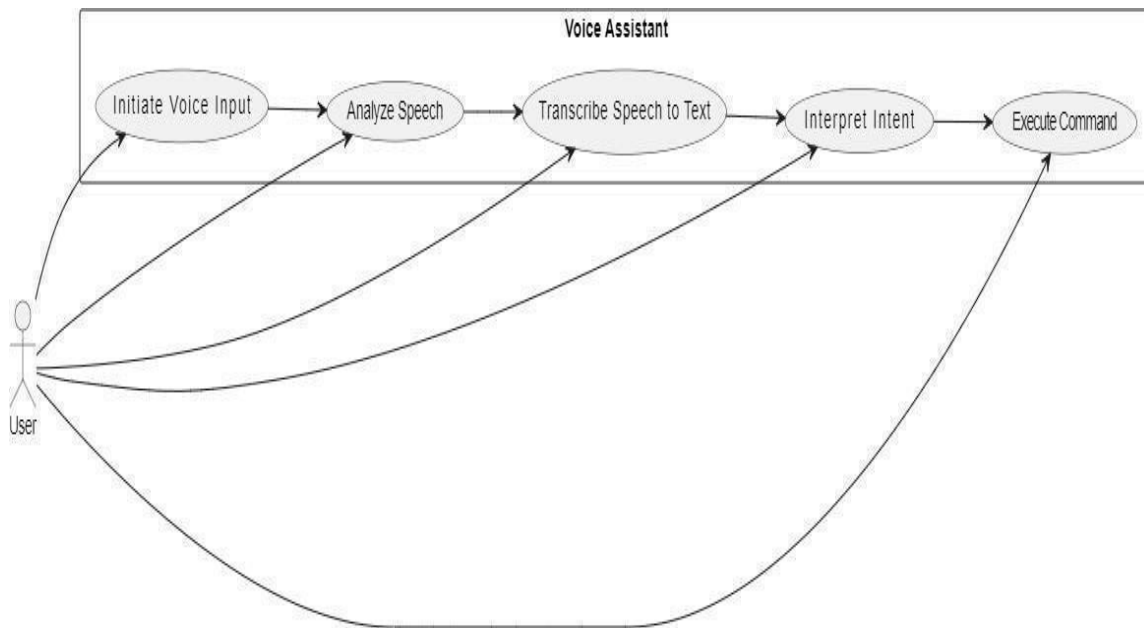 Voice Assistant
Initiate Voice Input
Analyze Speech
Transcribe Speech to Text
Interpret Intent
Execute Command
User